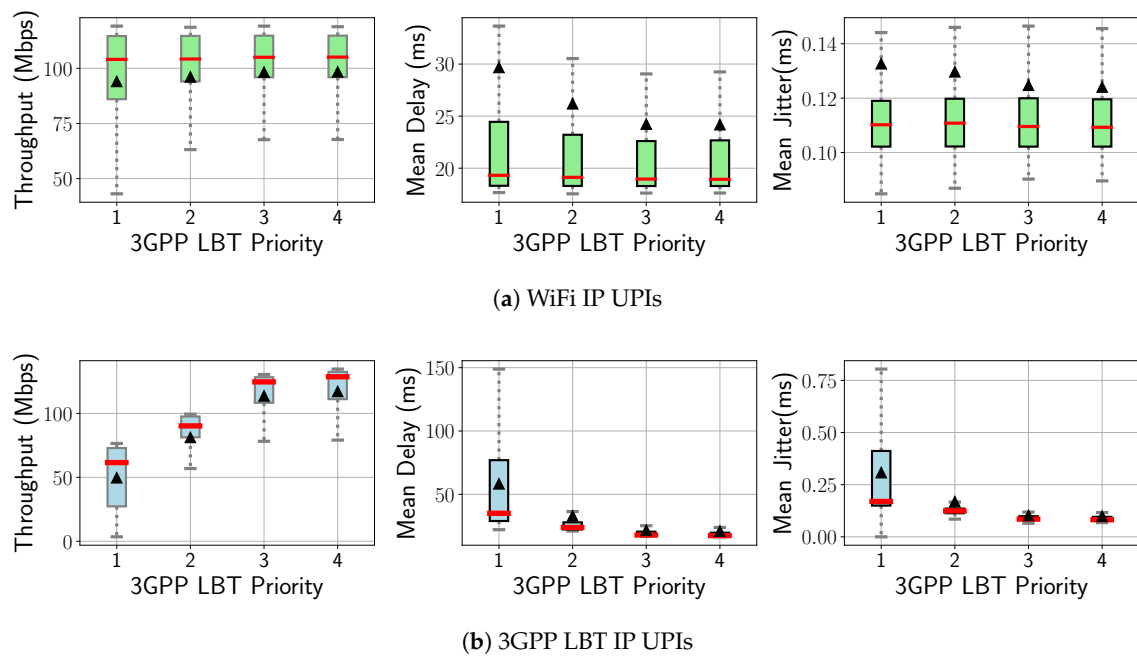 Throughput (Mbps)
100
75
50
1 2 3 4
3GPP LBT Priority
Mean Delay (ms)
30
25
20
1 2 3 4
3GPP LBT Priority
Mean Jitter(ms)
0.14
0.12
0.10
1 2 3 4
3GPP LBT Priority
(a) WiFi IP UPIs
Throughput (Mbps)
100
50
0
1 2 3 4
3GPP LBT Priority
Mean Delay (ms)
150
100
50
1 2 3 4
3GPP LBT Priority
Mean Jitter(ms)
0.75
0.50
0.25
0.00
1 2 3 4
3GPP LBT Priority
(b) 3GPP LBT IP UPIs